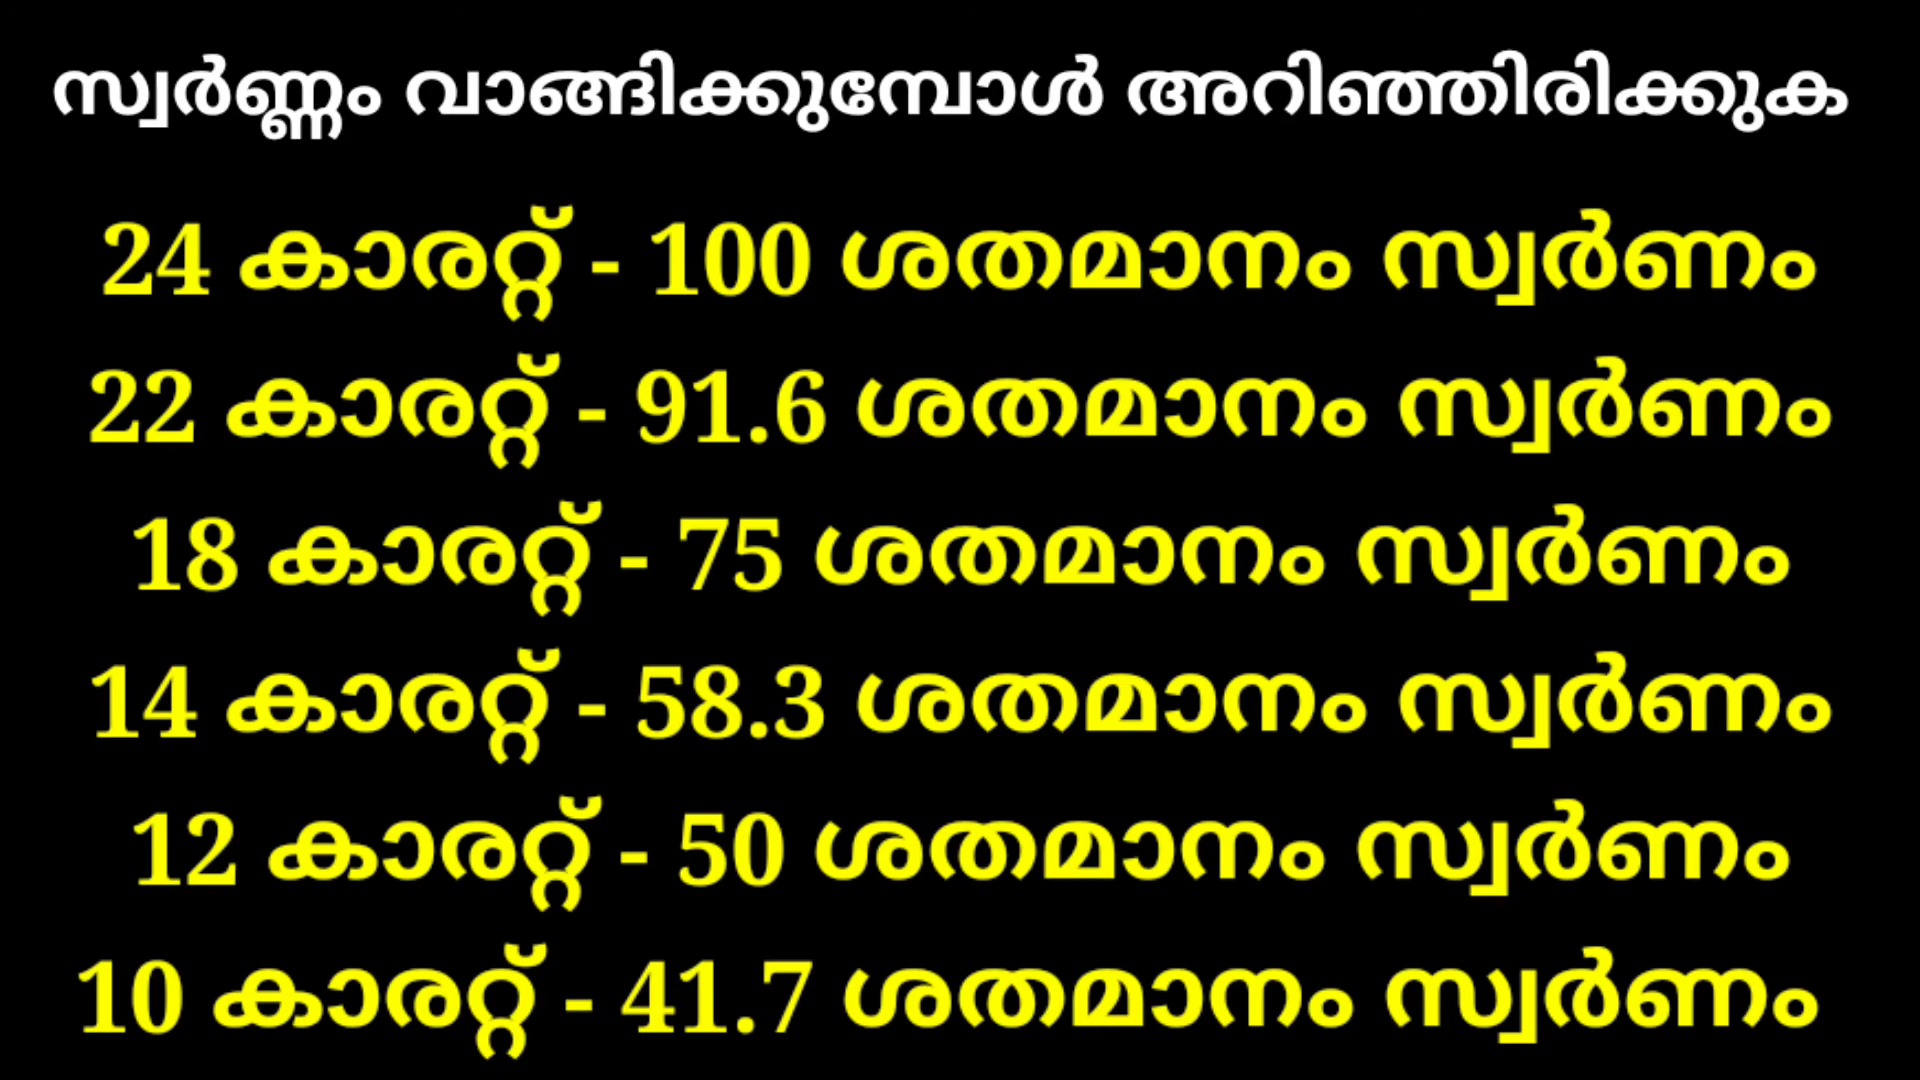 സ്വർണ്ണം വാങ്ങിക്കുമ്പോൾ അറിഞ്ഞിരിക്കുക
24 കാരറ്റ് - 100 ശതമാനം സ്വർണം
22 കാരറ്റ് - 91.6 ശതമാനം സ്വർണം
18 കാരറ്റ് - 75 ശതമാനം സ്വർണം
14 കാരറ്റ് - 58.3 ശതമാനം സ്വർണം
12 കാരറ്റ് - 50 ശതമാനം സ്വർണം
10 കാരറ്റ് - 41.7 ശതമാനം സ്വർണം